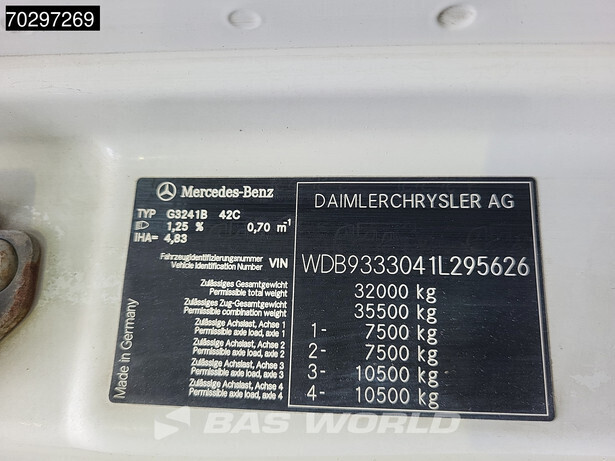 70297269
Mercedes-Benz
DAIMLERCHRYSLER AG
TYP G3241B 42C
1,25 % 0,70 m⁻¹
IHA= 4,83
Fahrzeugidentifizierungsnummer
Vehicle Identification Number VIN WDB9333041L295626
Zulässiges Gesamtgewicht
Permissible total weight 32000 kg
Zulässiges Zug-Gesamtgewicht
Permissible combination weight 35500 kg
Zulässige Achslast, Achse 1
Permissible axle load, axle 1 1- 7500 kg
Zulässige Achslast, Achse 2
Permissible axle load, axle 2 2- 7500 kg
Zulässige Achslast, Achse 3
Permissible axle load, axle 3 3- 10500 kg
Zulässige Achslast, Achse 4
Permissible axle load, axle 4 4- 10500 kg
Made in Germany
BAS WORLD